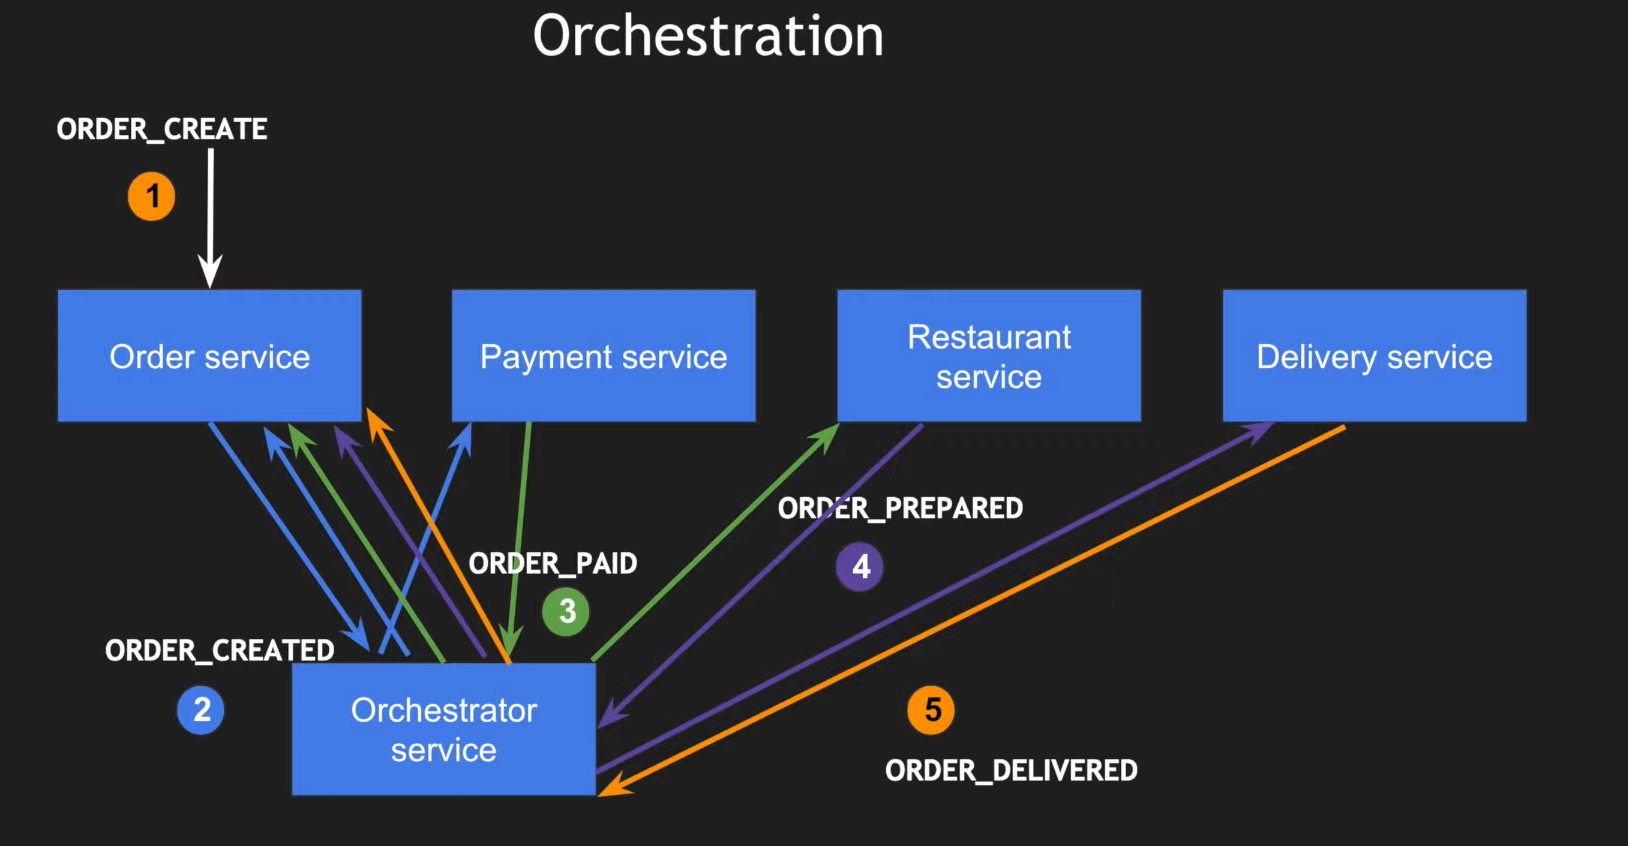 Orchestration
ORDER_CREATE
1
Order service
Payment service
Restaurant
service
Delivery service
ORDER_PREPARED
4
ORDER_PAID
3
ORDER_CREATED
2
Orchestrator
service
5
ORDER_DELIVERED